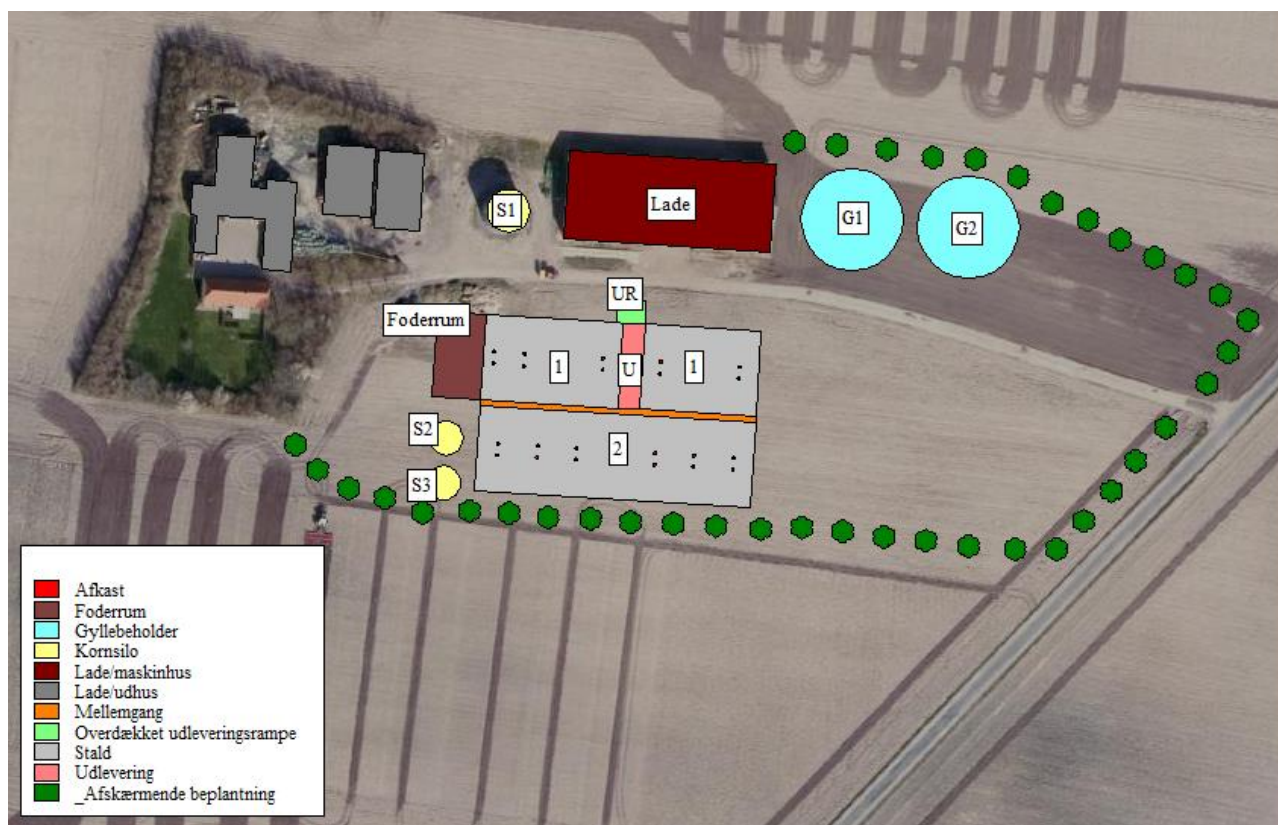 S1
Lade
G1
G2
UR
Foderrum
1
U
1
S2
2
S3
Afkast
Foderrum
Gyllebeholder
Kornsilo
Lade/maskinhus
Lade/udhus
Mellemgang
Overdækket udleveringsrampe
Stald
Udlevering
_Afskærmende beplantning